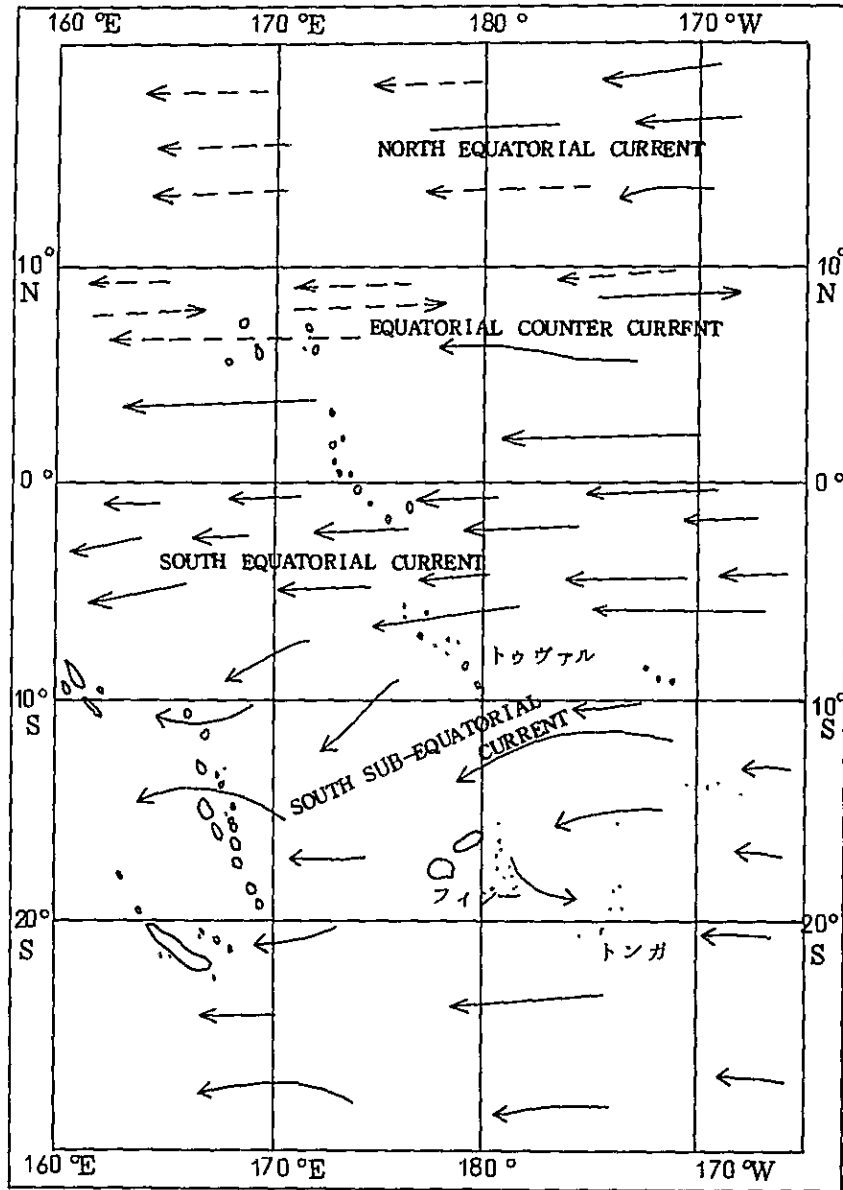 160 °E 170 °E 180 ° 170 °W
NORTH EQUATORIAL CURRENT
10° 10°
N N
EQUATORIAL COUNTER CURRFNT
0° 0°
SOUTH EQUATORIAL CURRENT
トゥヴァル
10° 10°
S S
SOUTH SUB-EQUATORIAL
CURRENT
フィジー
20° 20°
S S
トンガ
160 °E 170 °E 180 ° 170 °W